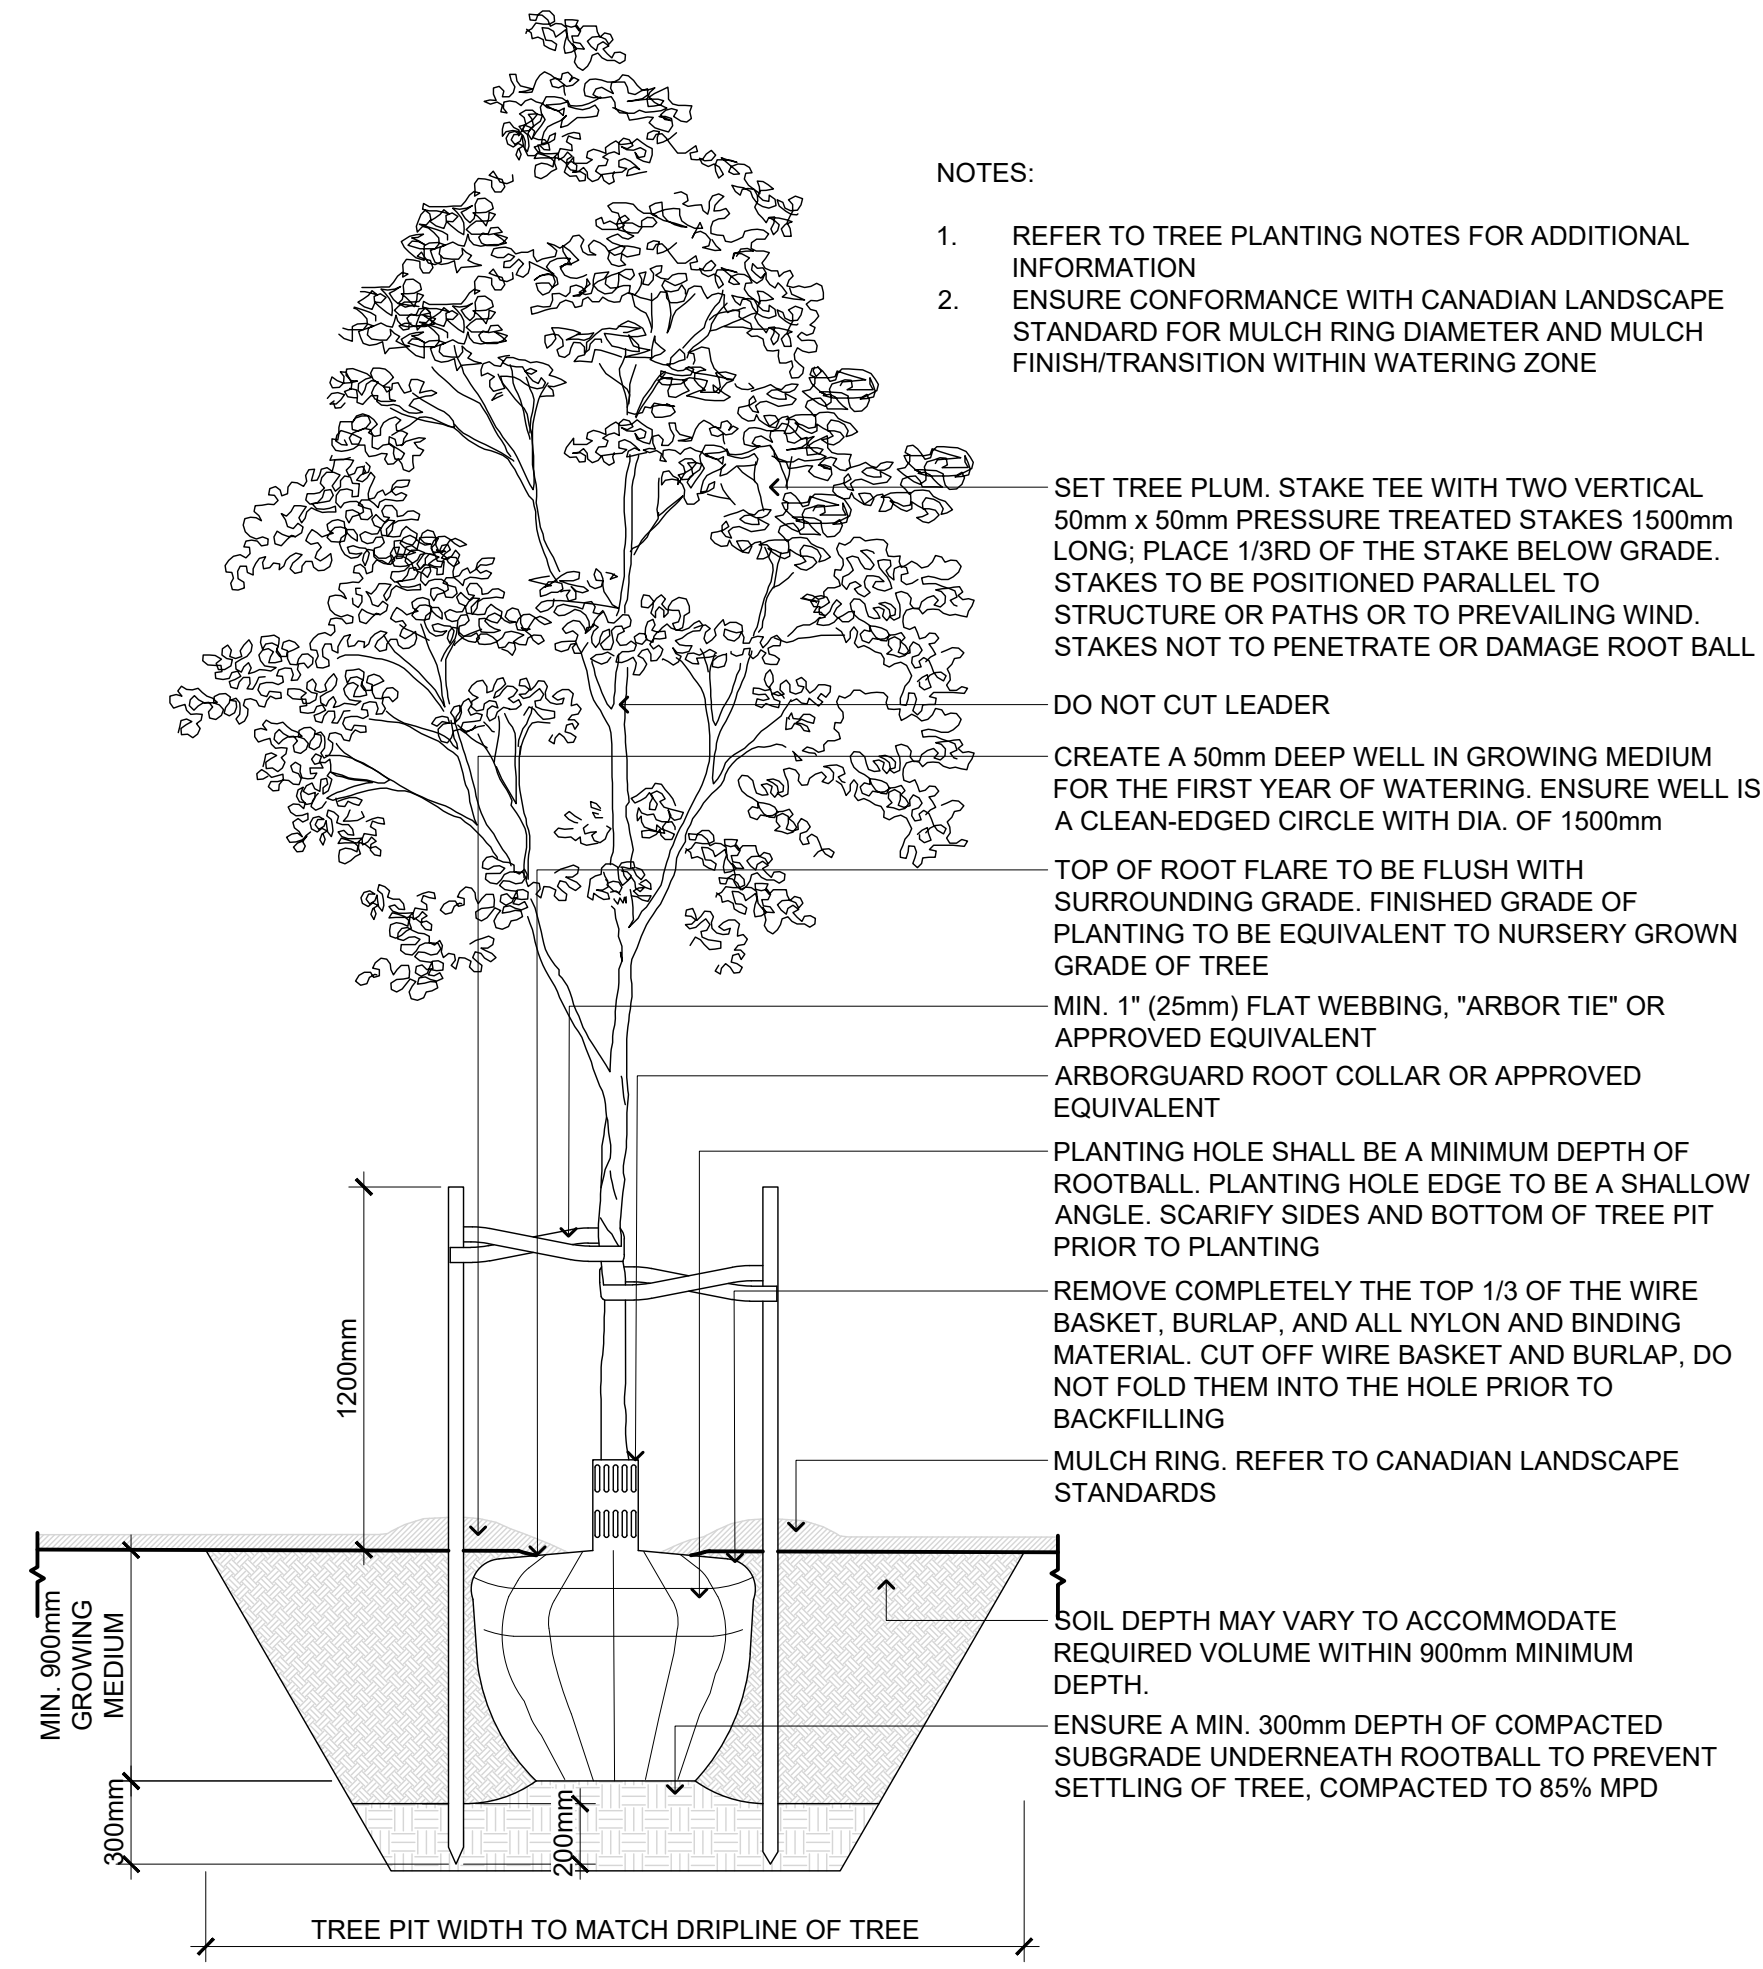 NOTES:
1. REFER TO TREE PLANTING NOTES FOR ADDITIONAL
INFORMATION
2. ENSURE CONFORMANCE WITH CANADIAN LANDSCAPE
STANDARD FOR MULCH RING DIAMETER AND MULCH
FINISH/TRANSITION WITHIN WATERING ZONE
SET TREE PLUM. STAKE TEE WITH TWO VERTICAL
50mm x 50mm PRESSURE TREATED STAKES 1500mm
LONG; PLACE 1/3RD OF THE STAKE BELOW GRADE.
STAKES TO BE POSITIONED PARALLEL TO
STRUCTURE OR PATHS OR TO PREVAILING WIND.
STAKES NOT TO PENETRATE OR DAMAGE ROOT BALL
DO NOT CUT LEADER
CREATE A 50mm DEEP WELL IN GROWING MEDIUM
FOR THE FIRST YEAR OF WATERING. ENSURE WELL IS
A CLEAN-EDGED CIRCLE WITH DIA. OF 1500mm
TOP OF ROOT FLARE TO BE FLUSH WITH
SURROUNDING GRADE. FINISHED GRADE OF
PLANTING TO BE EQUIVALENT TO NURSERY GROWN
GRADE OF TREE
MIN. 1" (25mm) FLAT WEBBING, "ARBOR TIE" OR
APPROVED EQUIVALENT
ARBORGUARD ROOT COLLAR OR APPROVED
EQUIVALENT
PLANTING HOLE SHALL BE A MINIMUM DEPTH OF
ROOTBALL. PLANTING HOLE EDGE TO BE A SHALLOW
ANGLE. SCARIFY SIDES AND BOTTOM OF TREE PIT
PRIOR TO PLANTING
REMOVE COMPLETELY THE TOP 1/3 OF THE WIRE
BASKET, BURLAP, AND ALL NYLON AND BINDING
MATERIAL. CUT OFF WIRE BASKET AND BURLAP, DO
NOT FOLD THEM INTO THE HOLE PRIOR TO
BACKFILLING
MULCH RING. REFER TO CANADIAN LANDSCAPE
STANDARDS
SOIL DEPTH MAY VARY TO ACCOMMODATE
REQUIRED VOLUME WITHIN 900mm MINIMUM
DEPTH.
ENSURE A MIN. 300mm DEPTH OF COMPACTED
SUBGRADE UNDERNEATH ROOTBALL TO PREVENT
SETTLING OF TREE, COMPACTED TO 85% MPD
1200mm
MIN. 900mm
GROWING
MEDIUM
300mm
200mm
TREE PIT WIDTH TO MATCH DRIPLINE OF TREE